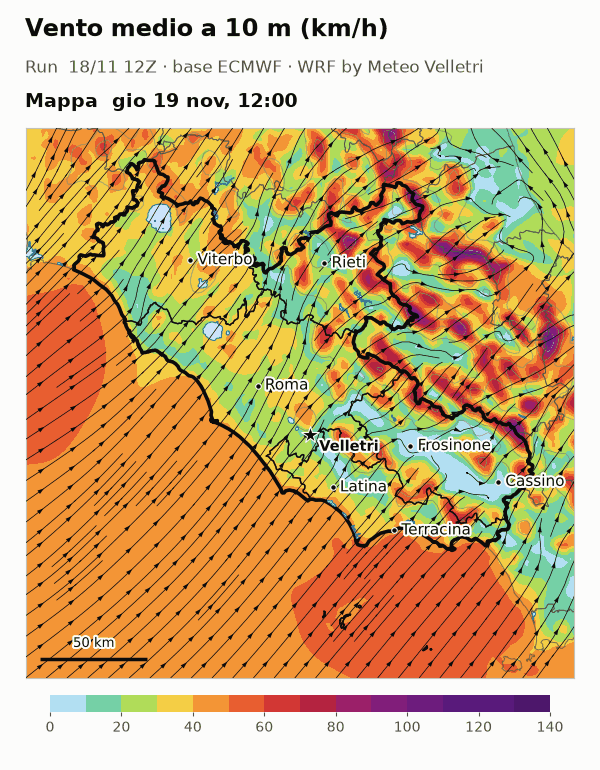 Vento medio a 10 m (km/h)
Run 18/11 12Z · base ECMWF · WRF by Meteo Velletri
Mappa gio 19 nov, 12:00
Viterbo
Rieti
Roma
Velletri
Frosinone
Latina
Cassino
Terracina
50 km
0 20 40 60 80 100 120 140